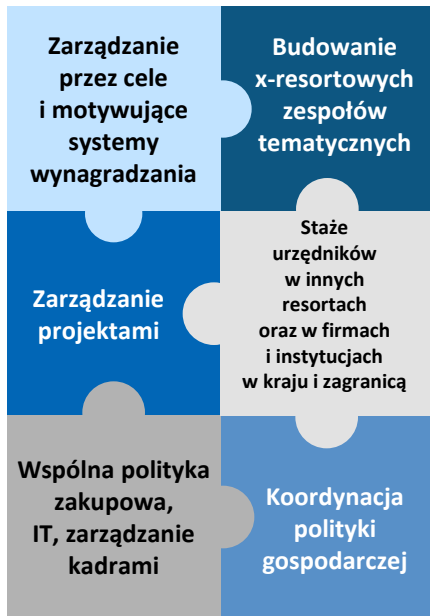 Zarządzanie
przez cele
i motywujące
systemy
wynagradzania
Budowanie
x-resortowych
zespołów
tematycznych
Zarządzanie
projektami
Staże
urzędników
w innych
resortach
oraz w firmach
i instytucjach
w kraju i zagranicą
Wspólna polityka
zakupowa,
IT, zarządzanie
kadrami
Koordynacja
polityki
gospodarczej